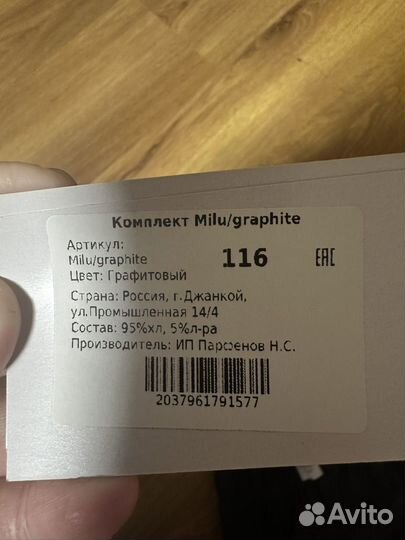 Комплект Milu/graphite
Артикул:
Milu/graphite 116 EAC
Цвет: Графитовый
Страна: Россия, г.Джанкой,
ул.Промышленная 14/4
Состав: 95%хл, 5%л-ра
Производитель: ИП Парфенов Н.С.
2037961791577
Avito